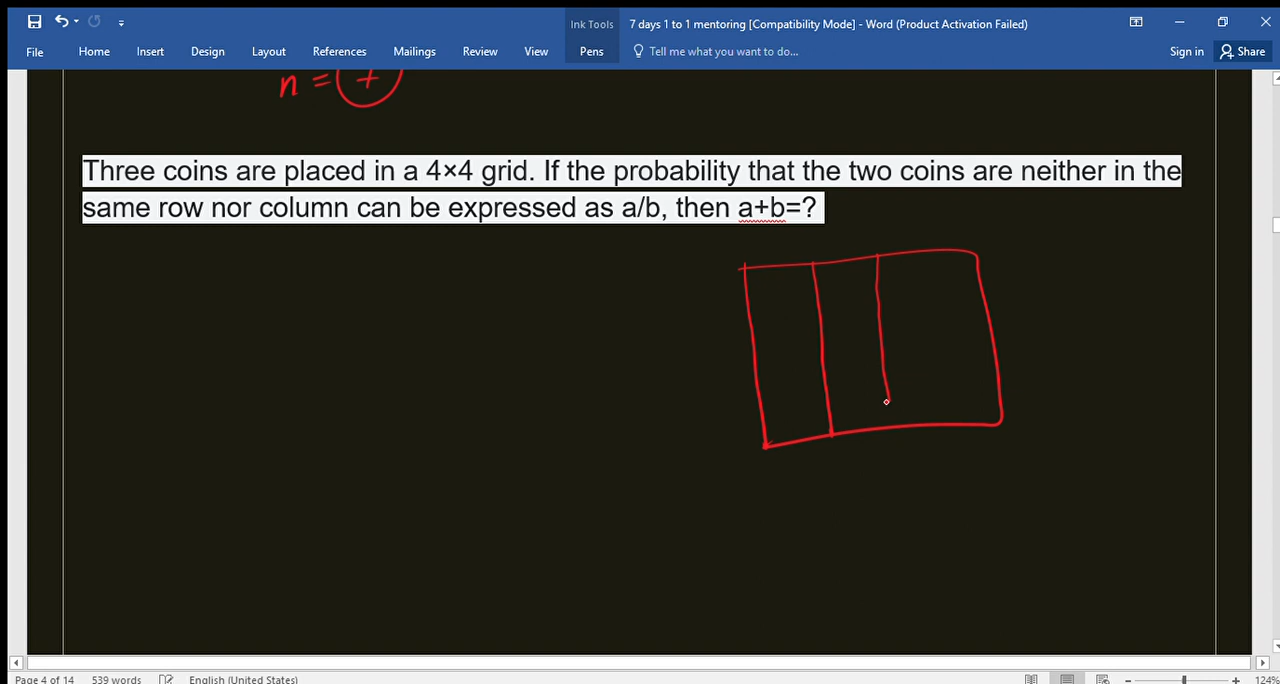 Ink Tools
7 days 1 to 1 mentoring [Compatibility Mode] - Word (Product Activation Failed)
File Home Insert Design Layout References Mailings Review View Pens Tell me what you want to do... Sign in Share
n = 7
Three coins are placed in a 4×4 grid. If the probability that the two coins are neither in the
same row nor column can be expressed as a/b, then a+b=?
Page 4 of 14 539 words English (United States) 124%